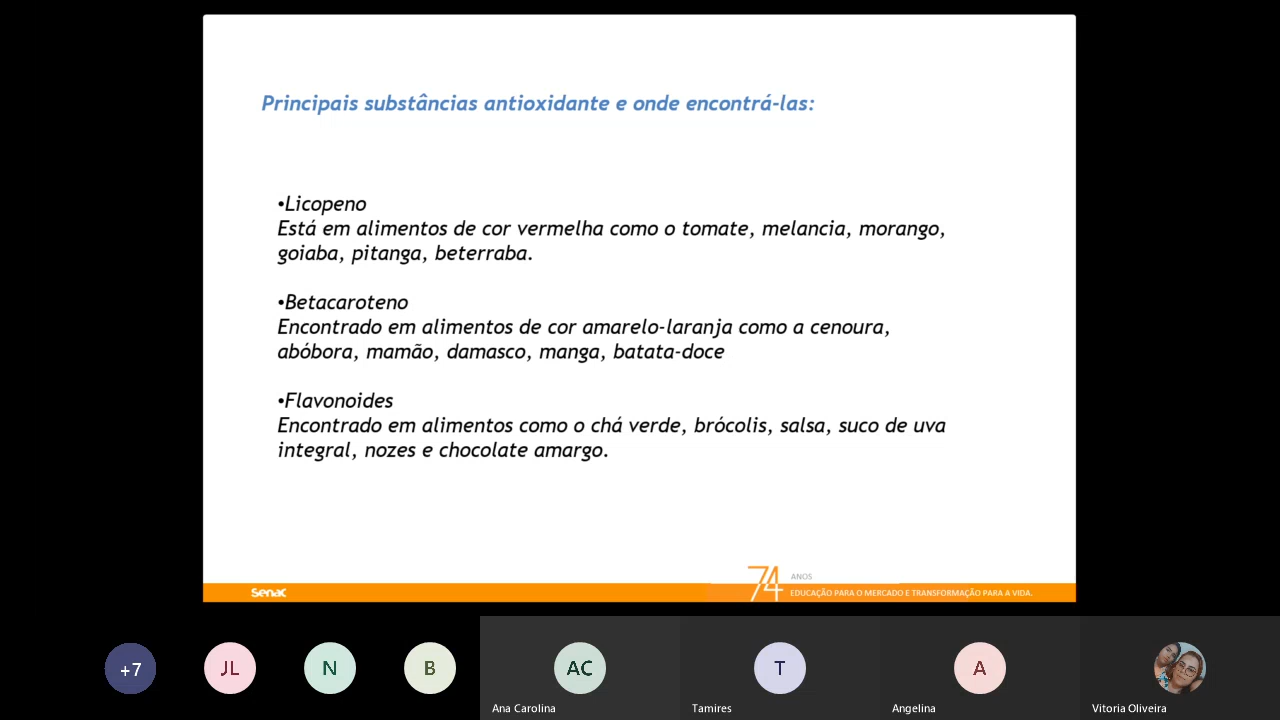 Principais substâncias antioxidante e onde encontrá-las:
•Licopeno
Está em alimentos de cor vermelha como o tomate, melancia, morango,
goiaba, pitanga, beterraba.
•Betacaroteno
Encontrado em alimentos de cor amarelo-laranja como a cenoura,
abóbora, mamão, damasco, manga, batata-doce
•Flavonoides
Encontrado em alimentos como o chá verde, brócolis, salsa, suco de uva
integral, nozes e chocolate amargo.
senac
74 ANOS
EDUCAÇÃO PARA O MERCADO E TRANSFORMAÇÃO PARA A VIDA.
+7 JL N B AC T A
Ana Carolina Tamires Angelina Vitoria Oliveira